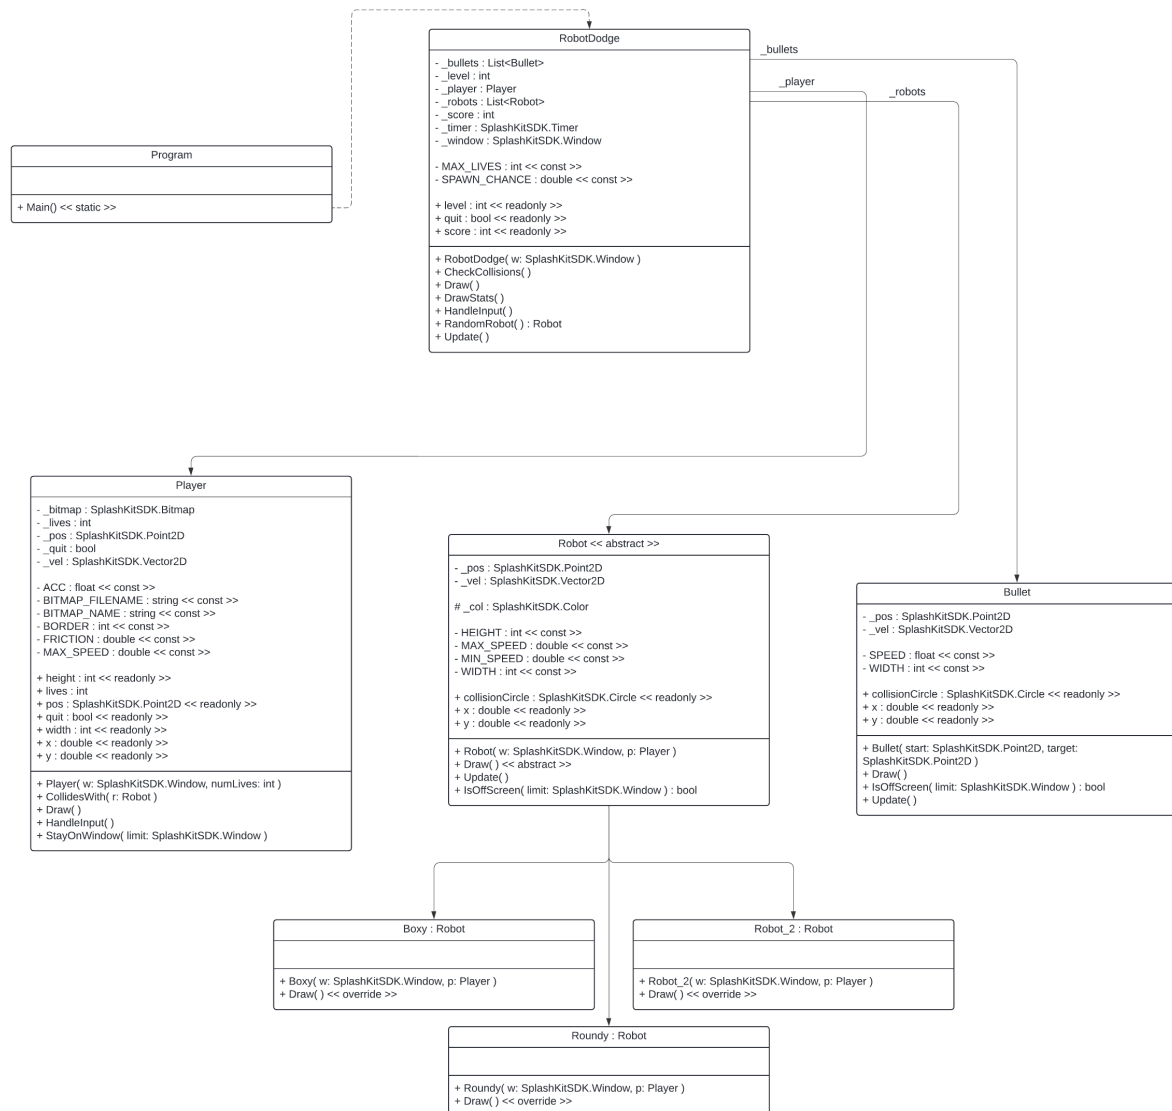 RobotDodge
- _bullets : List<Bullet>
- _level : int
- _player : Player
- _robots : List<Robot>
- _score : int
- _timer : SplashKitSDK.Timer
- _window : SplashKitSDK.Window
- MAX_LIVES : int << const >>
- SPAWN_CHANCE : double << const >>
+ level : int << readonly >>
+ quit : bool << readonly >>
+ score : int << readonly >>
+ RobotDodge( w: SplashKitSDK.Window )
+ CheckCollisions( )
+ Draw( )
+ DrawStats( )
+ HandleInput( )
+ RandomRobot( ) : Robot
+ Update( )
_bullets
_player
_robots
Program
+ Main() << static >>
Player
- _bitmap : SplashKitSDK.Bitmap
- _lives : int
- _pos : SplashKitSDK.Point2D
- _quit : bool
- _vel : SplashKitSDK.Vector2D
- ACC : float << const >>
- BITMAP_FILENAME : string << const >>
- BITMAP_NAME : string << const >>
- BORDER : int << const >>
- FRICTION : double << const >>
- MAX_SPEED : double << const >>
+ height : int << readonly >>
+ lives : int
+ pos : SplashKitSDK.Point2D << readonly >>
+ quit : bool << readonly >>
+ width : int << readonly >>
+ x : double << readonly >>
+ y : double << readonly >>
+ Player( w: SplashKitSDK.Window, numLives: int )
+ CollidesWith( r: Robot )
+ Draw( )
+ HandleInput( )
+ StayOnWindow( limit: SplashKitSDK.Window )
Robot << abstract >>
- _pos : SplashKitSDK.Point2D
- _vel : SplashKitSDK.Vector2D
# _col : SplashKitSDK.Color
- HEIGHT : int << const >>
- MAX_SPEED : double << const >>
- MIN_SPEED : double << const >>
- WIDTH : int << const >>
+ collisionCircle : SplashKitSDK.Circle << readonly >>
+ x : double << readonly >>
+ y : double << readonly >>
+ Robot( w: SplashKitSDK.Window, p: Player )
+ Draw( ) << abstract >>
+ Update( )
+ IsOffScreen( limit: SplashKitSDK.Window ) : bool
Bullet
- _pos : SplashKitSDK.Point2D
- _vel : SplashKitSDK.Vector2D
- SPEED : float << const >>
- WIDTH : int << const >>
+ collisionCircle : SplashKitSDK.Circle << readonly >>
+ x : double << readonly >>
+ y : double << readonly >>
+ Bullet( start: SplashKitSDK.Point2D, target:
SplashKitSDK.Point2D )
+ Draw( )
+ IsOffScreen( limit: SplashKitSDK.Window ) : bool
+ Update( )
Boxy : Robot
+ Boxy( w: SplashKitSDK.Window, p: Player )
+ Draw( ) << override >>
Robot_2 : Robot
+ Robot_2( w: SplashKitSDK.Window, p: Player )
+ Draw( ) << override >>
Roundy : Robot
+ Roundy( w: SplashKitSDK.Window, p: Player )
+ Draw( ) << override >>